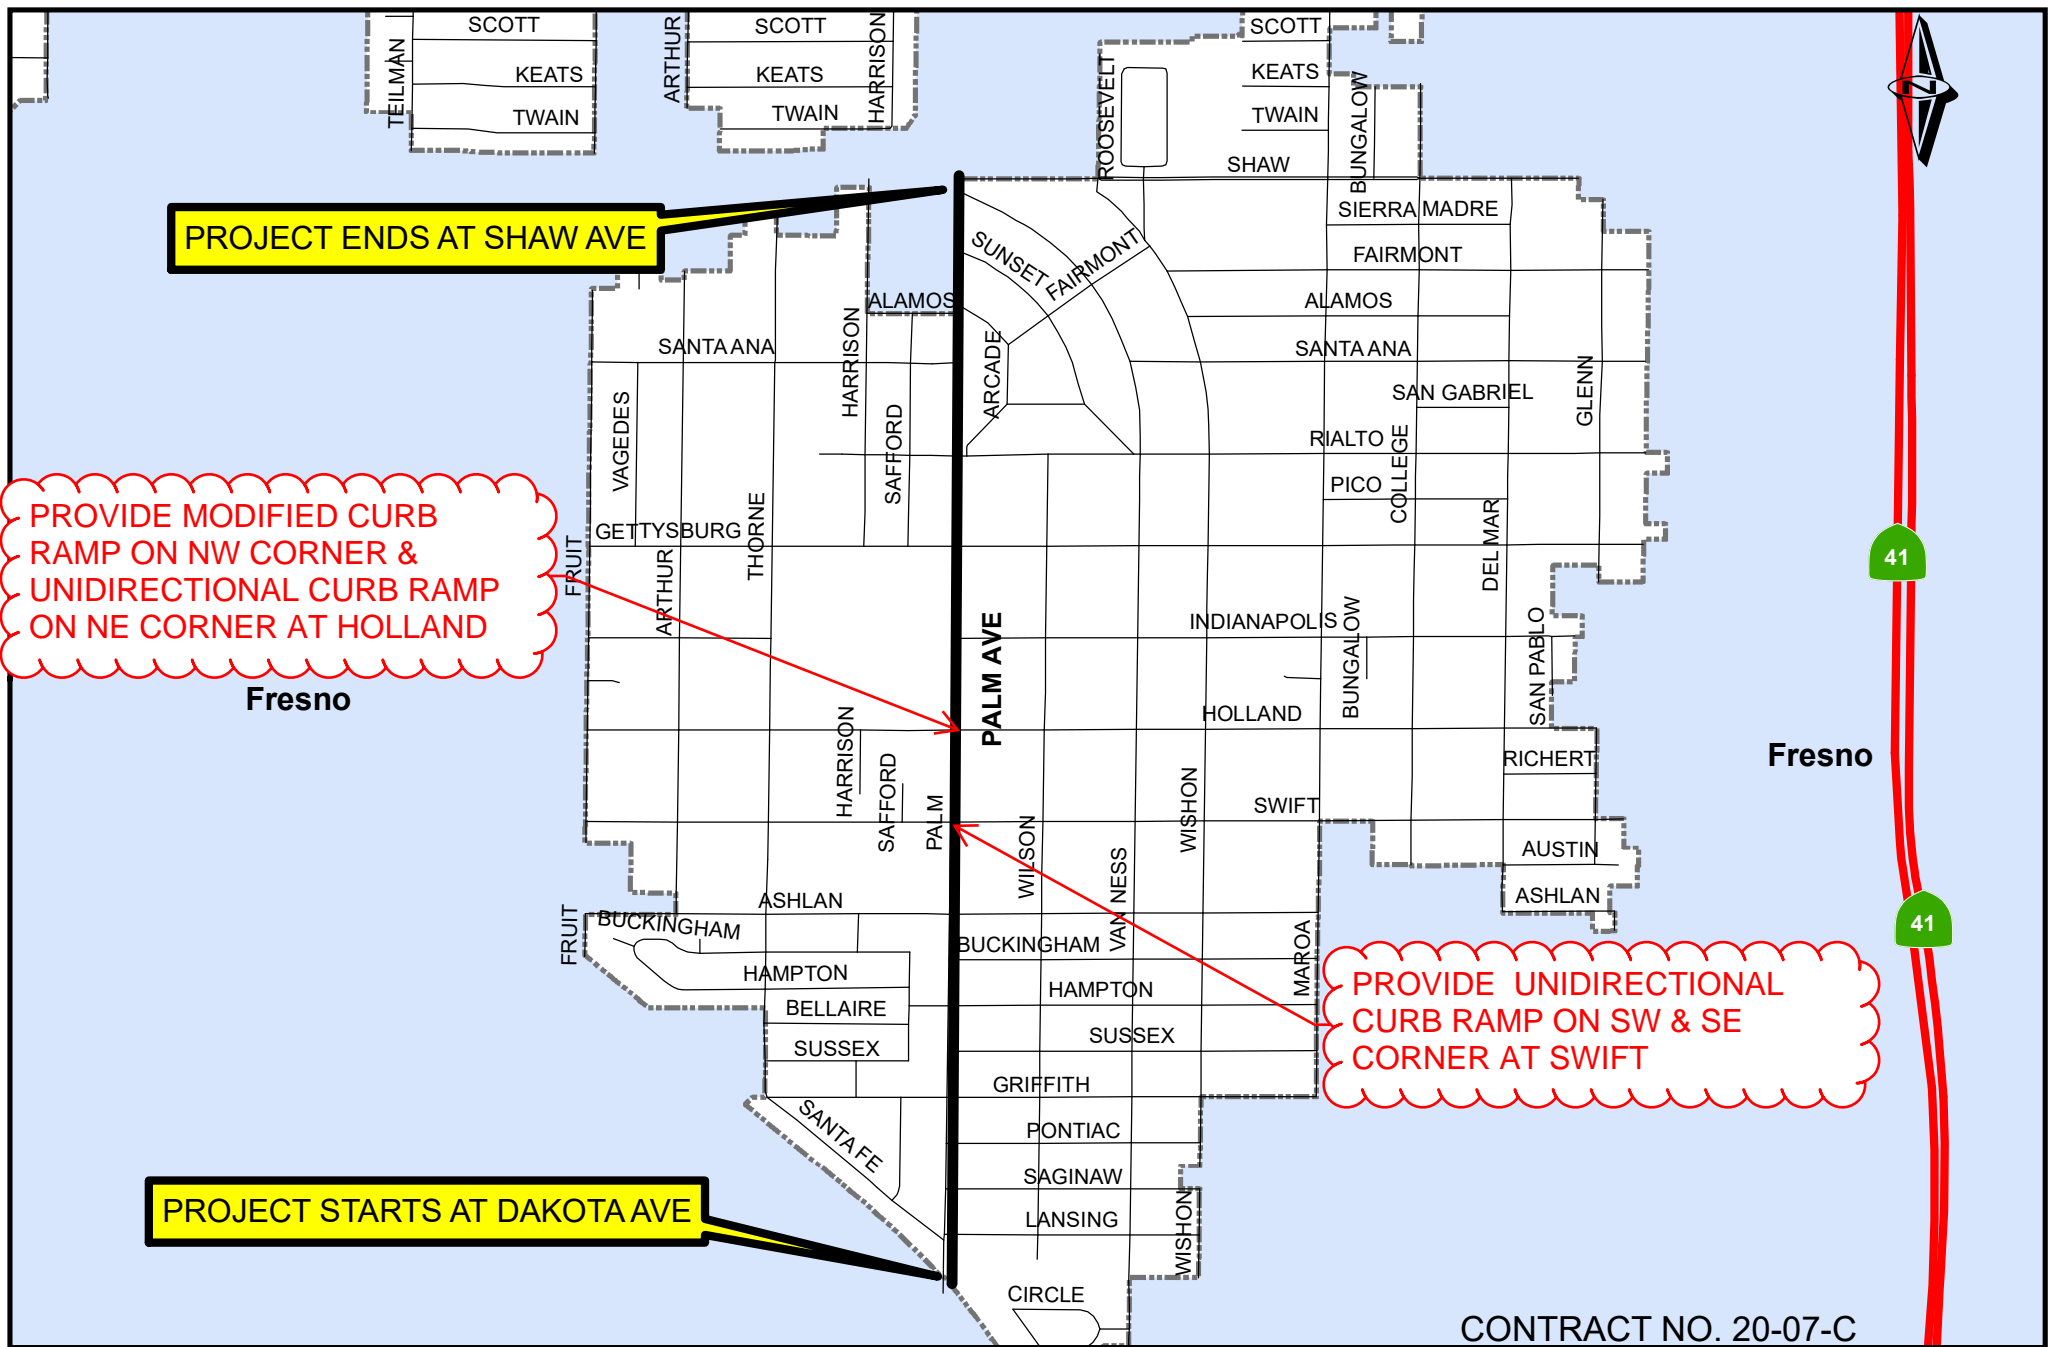 SCOTT
SCOTT
SCOTT
TEILMAN
ARTHUR
HARRISON
KEATS
KEATS
KEATS
TWAIN
TWAIN
TWAIN
ROOSEVELT
BUNGALOW
SHAW
N
PROJECT ENDS AT SHAW AVE
SIERRA MADRE
SUNSET
FAIRMONT
FAIRMONT
ALAMOS
ALAMOS
SANTA ANA
SANTA ANA
HARRISON
ARCADE
SAN GABRIEL
GLENN
VAGEDES
SAFFORD
RIALTO
COLLEGE
PICO
PROVIDE MODIFIED CURB
RAMP ON NW CORNER &
UNIDIRECTIONAL CURB RAMP
ON NE CORNER AT HOLLAND
GETTYSBURG
THORNE
FRUIT
ARTHUR
DEL MAR
41
PALM AVE
INDIANAPOLIS
BUNGALOW
SAN PABLO
Fresno
HOLLAND
HARRISON
SAFFORD
PALM
RICHERT
Fresno
WISHON
SWIFT
WILSON
VAN NESS
AUSTIN
ASHLAN
ASHLAN
FRUIT
BUCKINGHAM
BUCKINGHAM
41
HAMPTON
HAMPTON
MAROA
BELLAIRE
SUSSEX
SUSSEX
PROVIDE UNIDIRECTIONAL
CURB RAMP ON SW & SE
CORNER AT SWIFT
GRIFFITH
SANTA FE
PONTIAC
SAGINAW
PROJECT STARTS AT DAKOTA AVE
LANSING
WISHON
CIRCLE
CONTRACT NO. 20-07-C